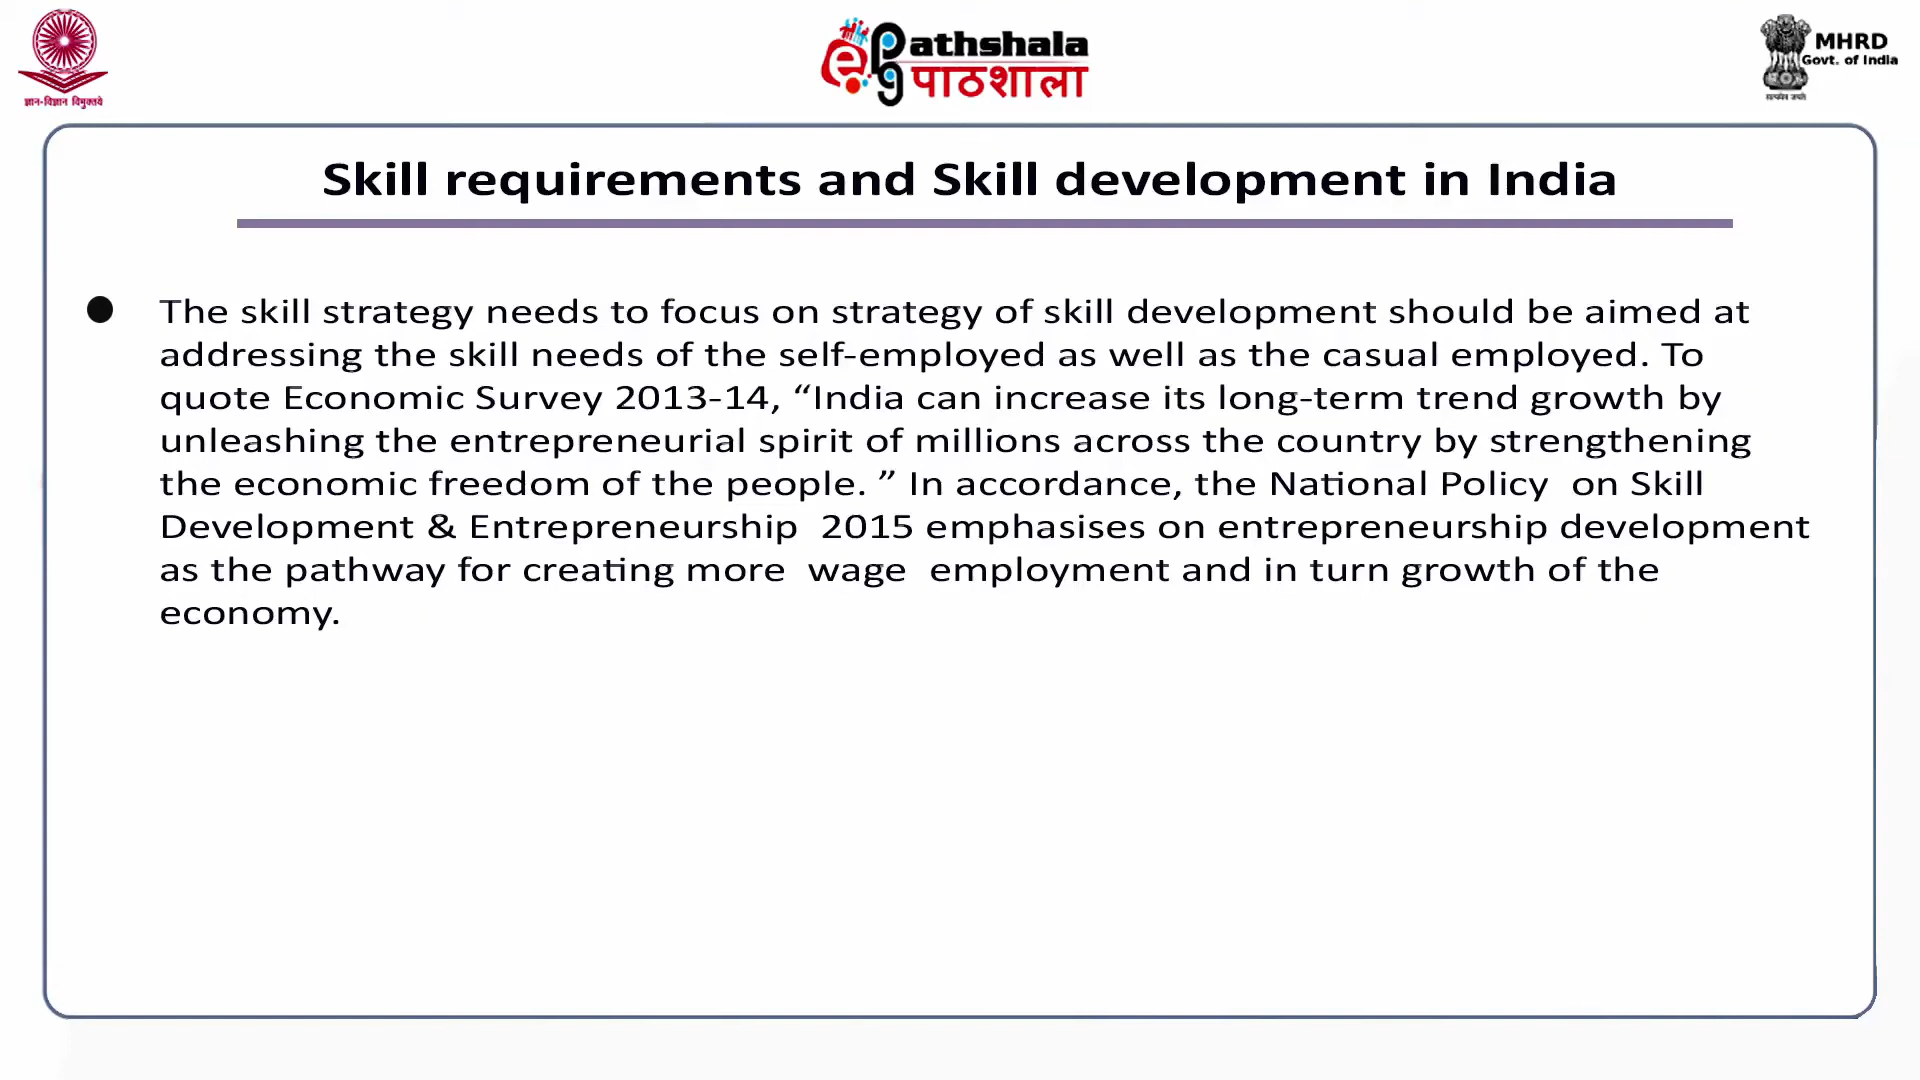 ज्ञान-विज्ञान विमुक्तये
ePG Pathshala
पाठशाला
MHRD
Govt. of India
सत्यमेव जयते
Skill requirements and Skill development in India
● The skill strategy needs to focus on strategy of skill development should be aimed at
addressing the skill needs of the self-employed as well as the casual employed. To
quote Economic Survey 2013-14, “India can increase its long-term trend growth by
unleashing the entrepreneurial spirit of millions across the country by strengthening
the economic freedom of the people. ” In accordance, the National Policy  on Skill
Development & Entrepreneurship  2015 emphasises on entrepreneurship development
as the pathway for creating more  wage  employment and in turn growth of the
economy.